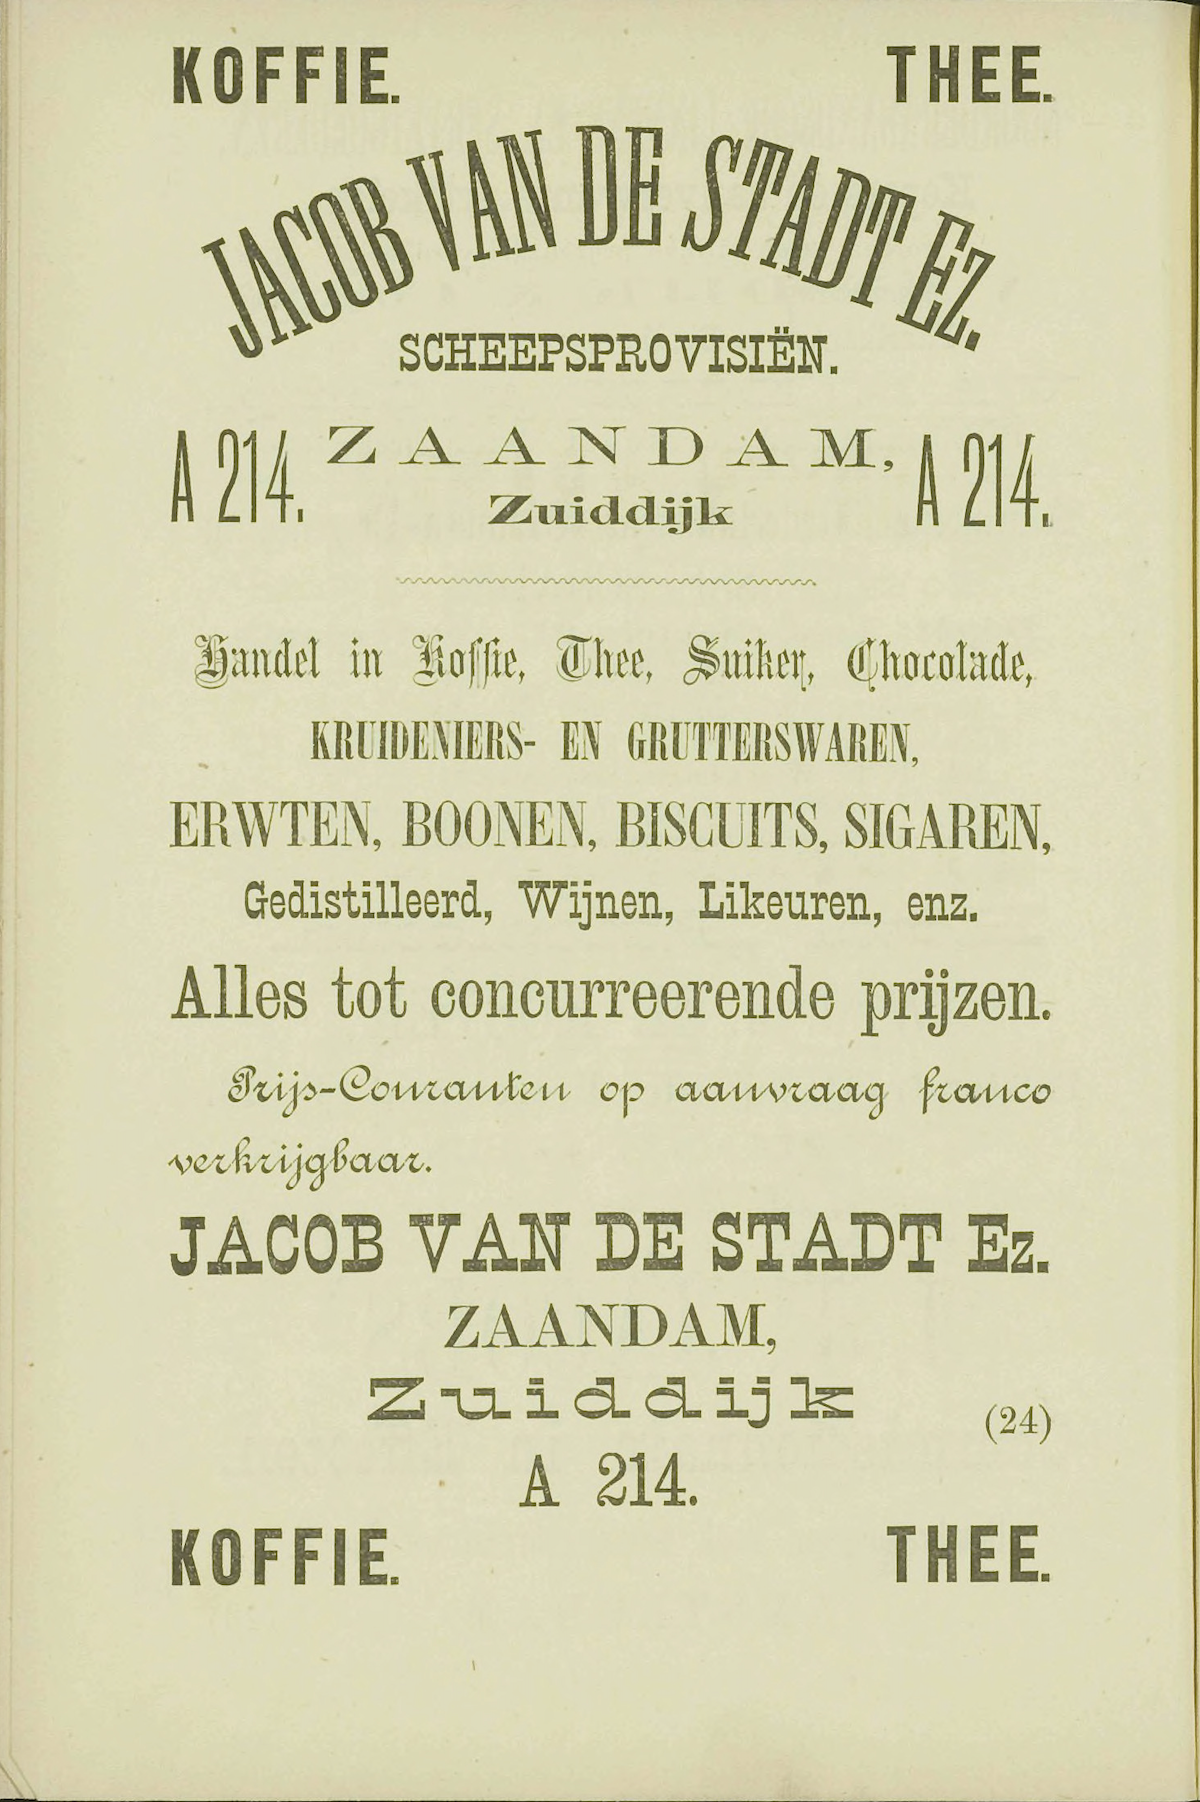 KOFFIE. THEE.
JACOB VAN DE STADT Ez.
SCHEEPSPROVISIËN.
A 214. ZAANDAM, A 214.
Zuiddijk
Handel in Koffie, Thee, Suiker, Chocolade,
KRUIDENIERS- EN GRUTTERSWAREN,
ERWTEN, BOONEN, BISCUITS, SIGAREN,
Gedistilleerd, Wijnen, Likeuren, enz.
Alles tot concurreerende prijzen.
Prijs-Couranten op aanvraag franco
verkrijgbaar.
JACOB VAN DE STADT Ez.
ZAANDAM,
Zuiddijk
(24)
A 214.
KOFFIE. THEE.